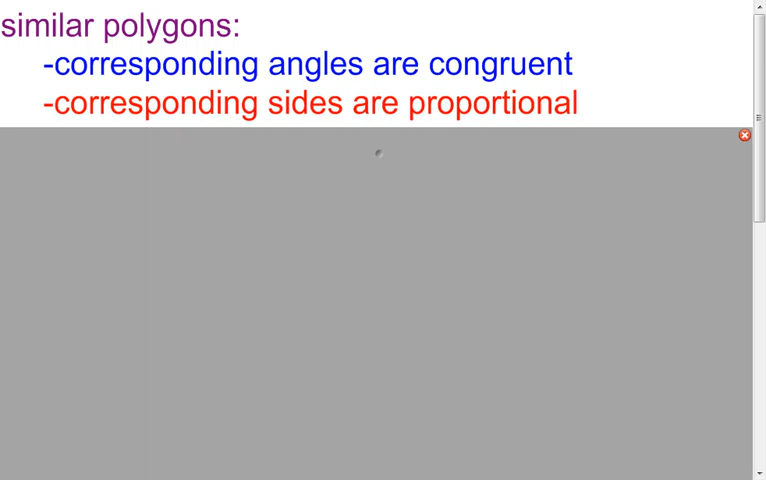 similar polygons:
-corresponding angles are congruent
-corresponding sides are proportional